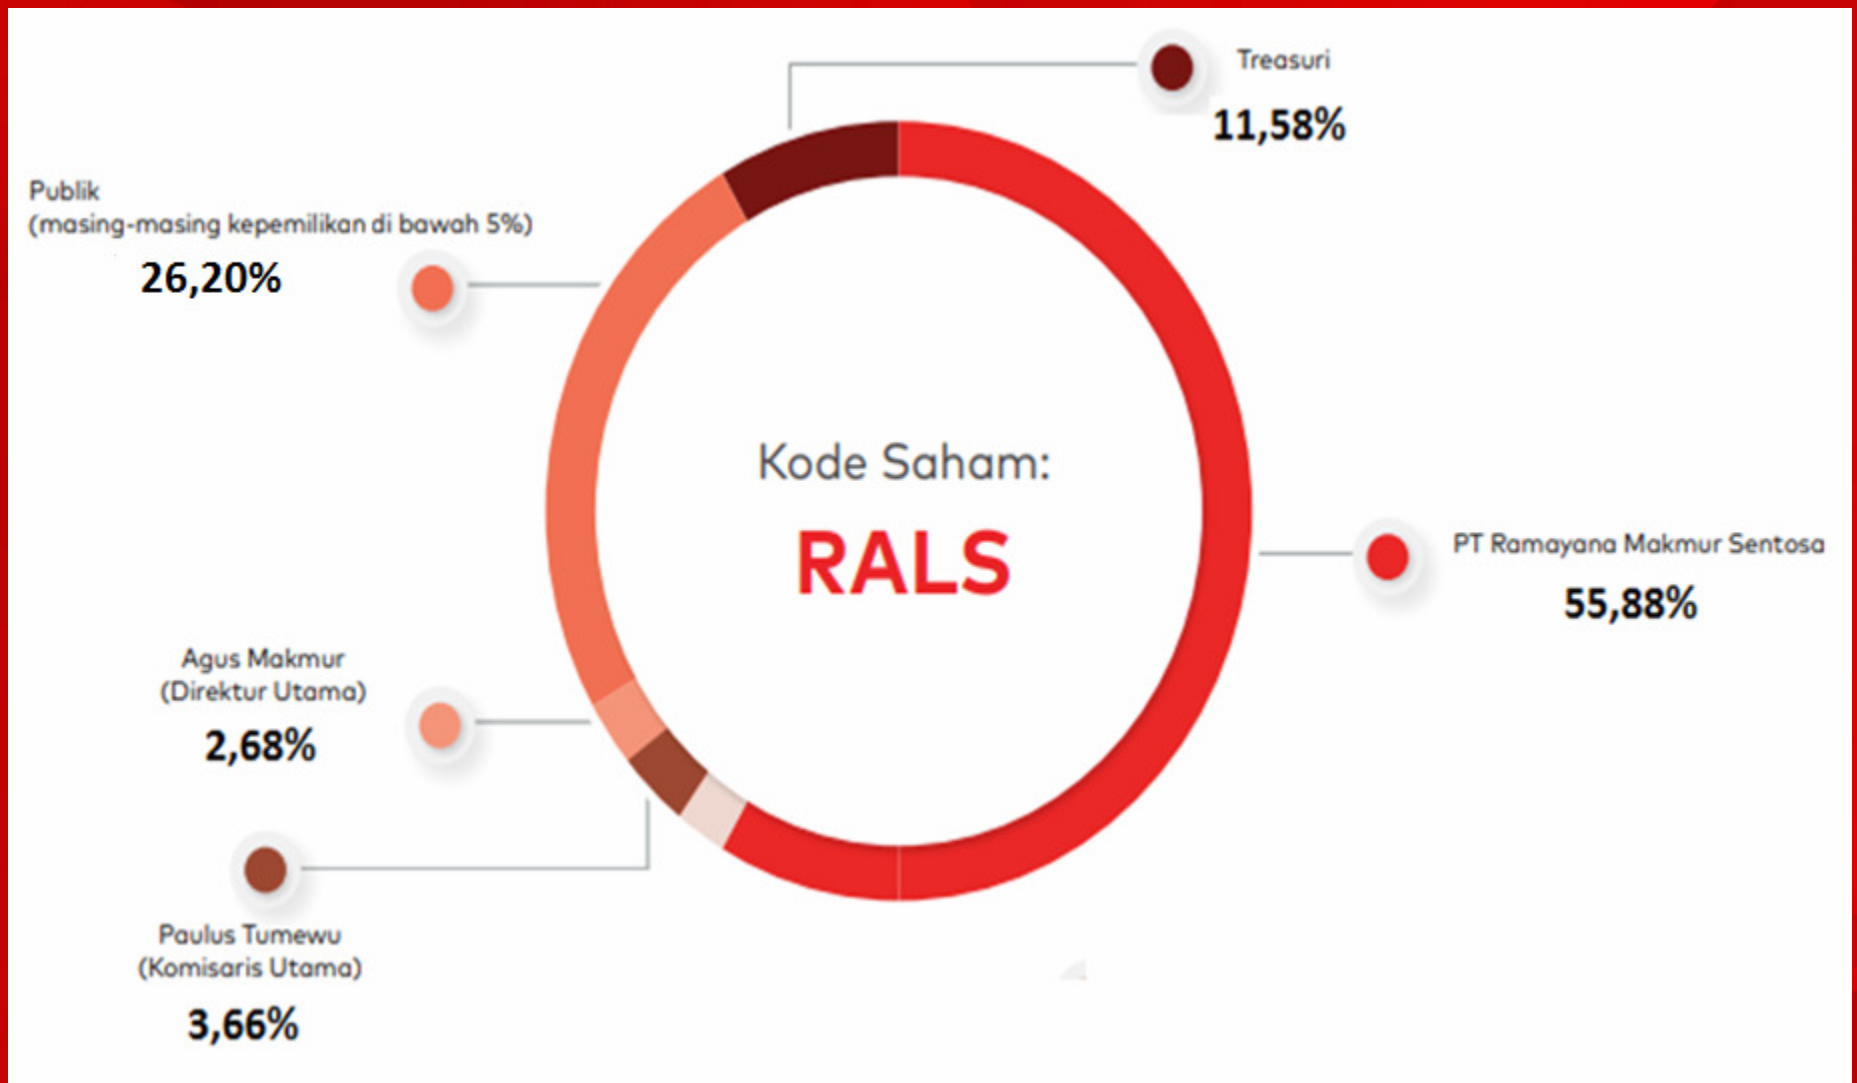 Treasuri
11,58%
Publik
(masing-masing kepemilikan di bawah 5%)
26,20%
Kode Saham:
RALS
PT Ramayana Makmur Sentosa
55,88%
Agus Makmur
(Direktur Utama)
2,68%
Paulus Tumewu
(Komisaris Utama)
3,66%